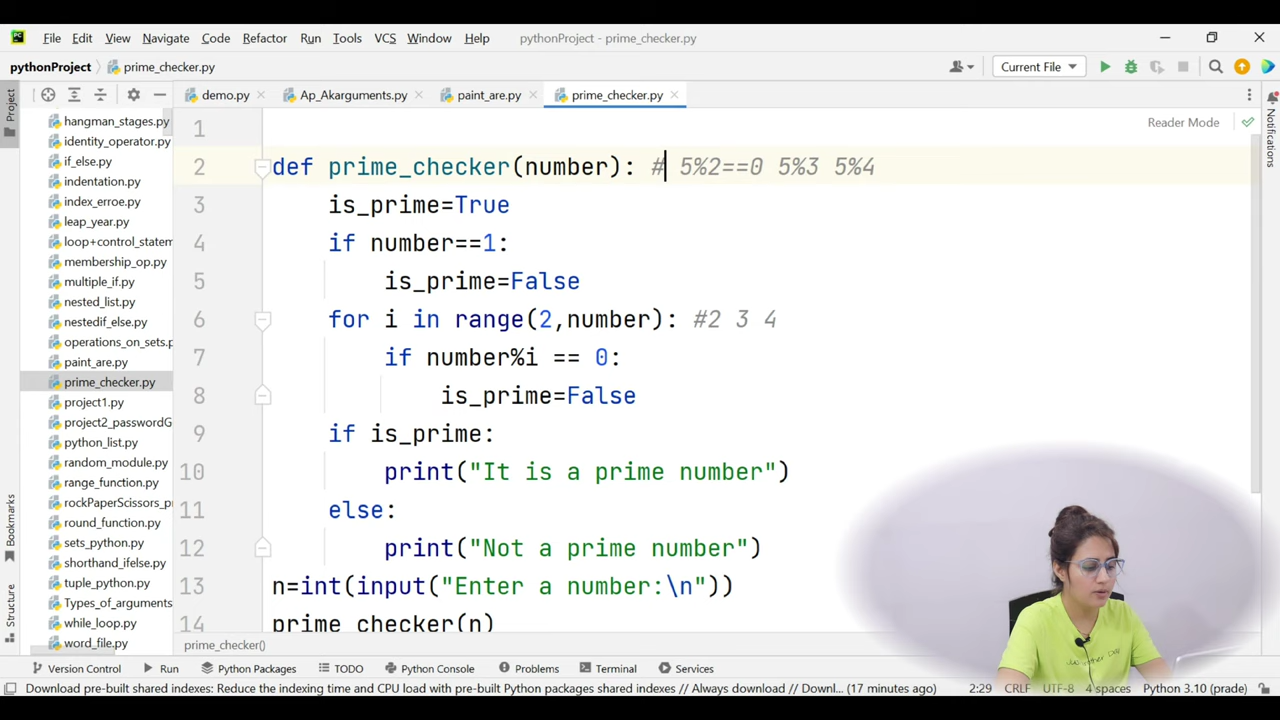 File Edit View Navigate Code Refactor Run Tools VCS Window Help pythonProject - prime_checker.py
pythonProject prime_checker.py Current File
demo.py Ap_Akarguments.py paint_are.py prime_checker.py
Project
Bookmarks
Structure
hangman_stages.py
identity_operator.py
if_else.py
indentation.py
index_erroe.py
leap_year.py
loop+control_statem
membership_op.py
multiple_if.py
nested_list.py
nestedif_else.py
operations_on_sets.p
paint_are.py
prime_checker.py
project1.py
project2_passwordG
python_list.py
random_module.py
range_function.py
rockPaperScissors_pr
round_function.py
sets_python.py
shorthand_ifelse.py
tuple_python.py
Types_of_arguments
while_loop.py
word_file.py
Reader Mode
Notifications
1
2 def prime_checker(number): # 5%2==0 5%3 5%4
3 is_prime=True
4 if number==1:
5 is_prime=False
6 for i in range(2,number): #2 3 4
7 if number%i == 0:
8 is_prime=False
9 if is_prime:
10 print("It is a prime number")
11 else:
12 print("Not a prime number")
13 n=int(input("Enter a number:\n"))
14 prime_checker(n)
prime_checker()
Version Control Run Python Packages TODO Python Console Problems Terminal Services
Download pre-built shared indexes: Reduce the indexing time and CPU load with pre-built Python packages shared indexes // Always download // Downl... (17 minutes ago) 2:29 CRLF UTF-8 4 spaces Python 3.10 (prade)